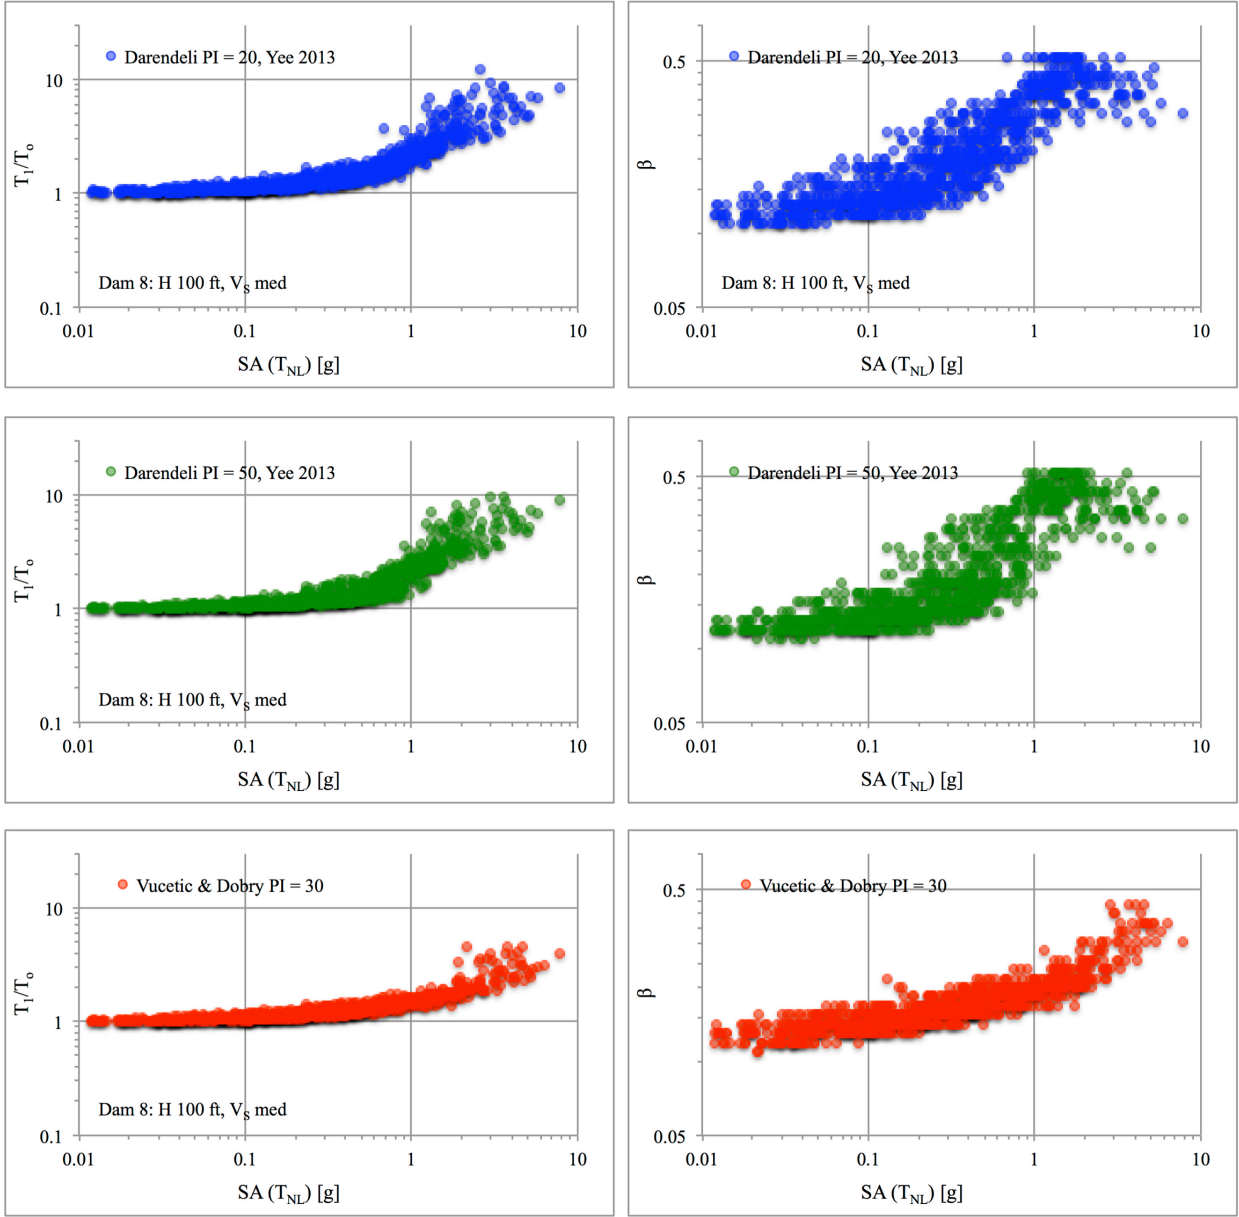 Darendeli PI = 20, Yee 2013
10
T1/To
1
Dam 8: H 100 ft, VS med
0.1
0.01 0.1 1 10
SA (TNL) [g]
Darendeli PI = 20, Yee 2013
0.5
β
Dam 8: H 100 ft, VS med
0.05
0.01 0.1 1 10
SA (TNL) [g]
Darendeli PI = 50, Yee 2013
10
T1/To
1
Dam 8: H 100 ft, VS med
0.1
0.01 0.1 1 10
SA (TNL) [g]
Darendeli PI = 50, Yee 2013
0.5
β
0.05
0.01 0.1 1 10
SA (TNL) [g]
Vucetic & Dobry PI = 30
10
T1/To
1
Dam 8: H 100 ft, VS med
0.1
0.01 0.1 1 10
SA (TNL) [g]
Vucetic & Dobry PI = 30
0.5
β
0.05
0.01 0.1 1 10
SA (TNL) [g]